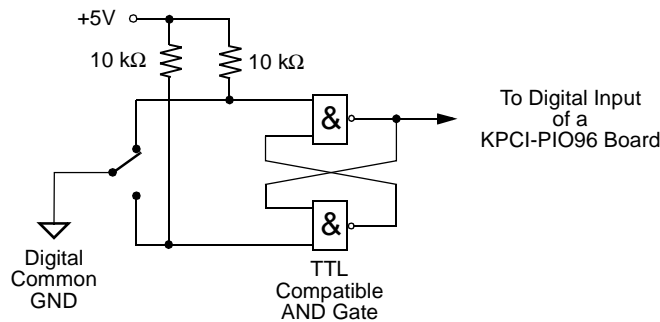 +5V
10 kΩ
10 kΩ
&
To Digital Input
of a
KPCI-PIO96 Board
&
Digital
Common
GND
TTL
Compatible
AND Gate